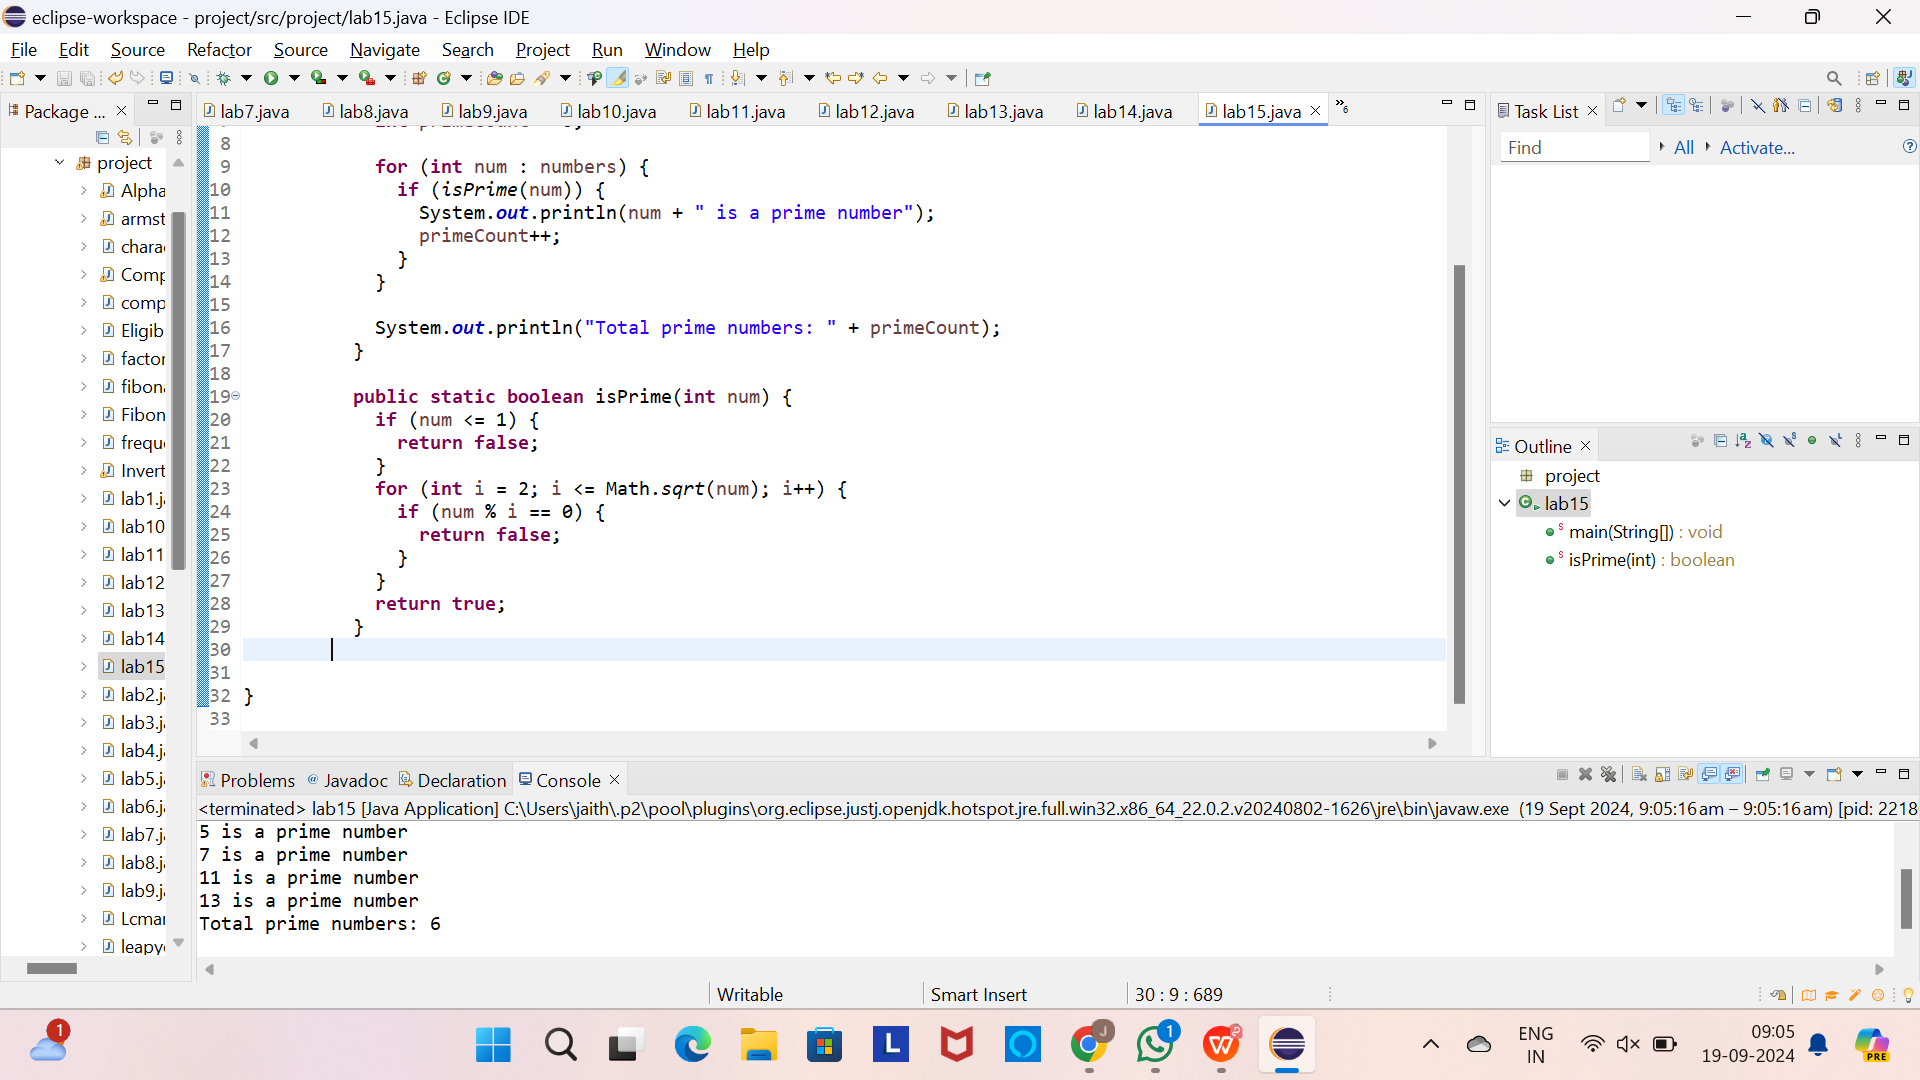 eclipse-workspace - project/src/project/lab15.java - Eclipse IDE
File Edit Source Refactor Source Navigate Search Project Run Window Help
Package ...
project
Alpha
armst
chara
Comp
comp
Eligib
factor
fibon
Fibon
frequ
Invert
lab1.j
lab10
lab11
lab12
lab13
lab14
lab15
lab2.j
lab3.j
lab4.j
lab5.j
lab6.j
lab7.j
lab8.j
lab9.j
Lcmar
leapy
lab7.java lab8.java lab9.java lab10.java lab11.java lab12.java lab13.java lab14.java lab15.java »6
8
9 for (int num : numbers) {
10 if (isPrime(num)) {
11 System.out.println(num + " is a prime number");
12 primeCount++;
13 }
14 }
15
16 System.out.println("Total prime numbers: " + primeCount);
17 }
18
19 public static boolean isPrime(int num) {
20 if (num <= 1) {
21 return false;
22 }
23 for (int i = 2; i <= Math.sqrt(num); i++) {
24 if (num % i == 0) {
25 return false;
26 }
27 }
28 return true;
29 }
30
31
32 }
33
Task List
Find All Activate...
Outline
project
lab15
main(String[]) : void
isPrime(int) : boolean
Problems @ Javadoc Declaration Console
<terminated> lab15 [Java Application] C:\Users\jaith\.p2\pool\plugins\org.eclipse.justj.openjdk.hotspot.jre.full.win32.x86_64_22.0.2.v20240802-1626\jre\bin\javaw.exe (19 Sept 2024, 9:05:16 am – 9:05:16 am) [pid: 2218
5 is a prime number
7 is a prime number
11 is a prime number
13 is a prime number
Total prime numbers: 6
Writable Smart Insert 30 : 9 : 689
1
L
J
1
W
ENG
IN
09:05
19-09-2024
PRE